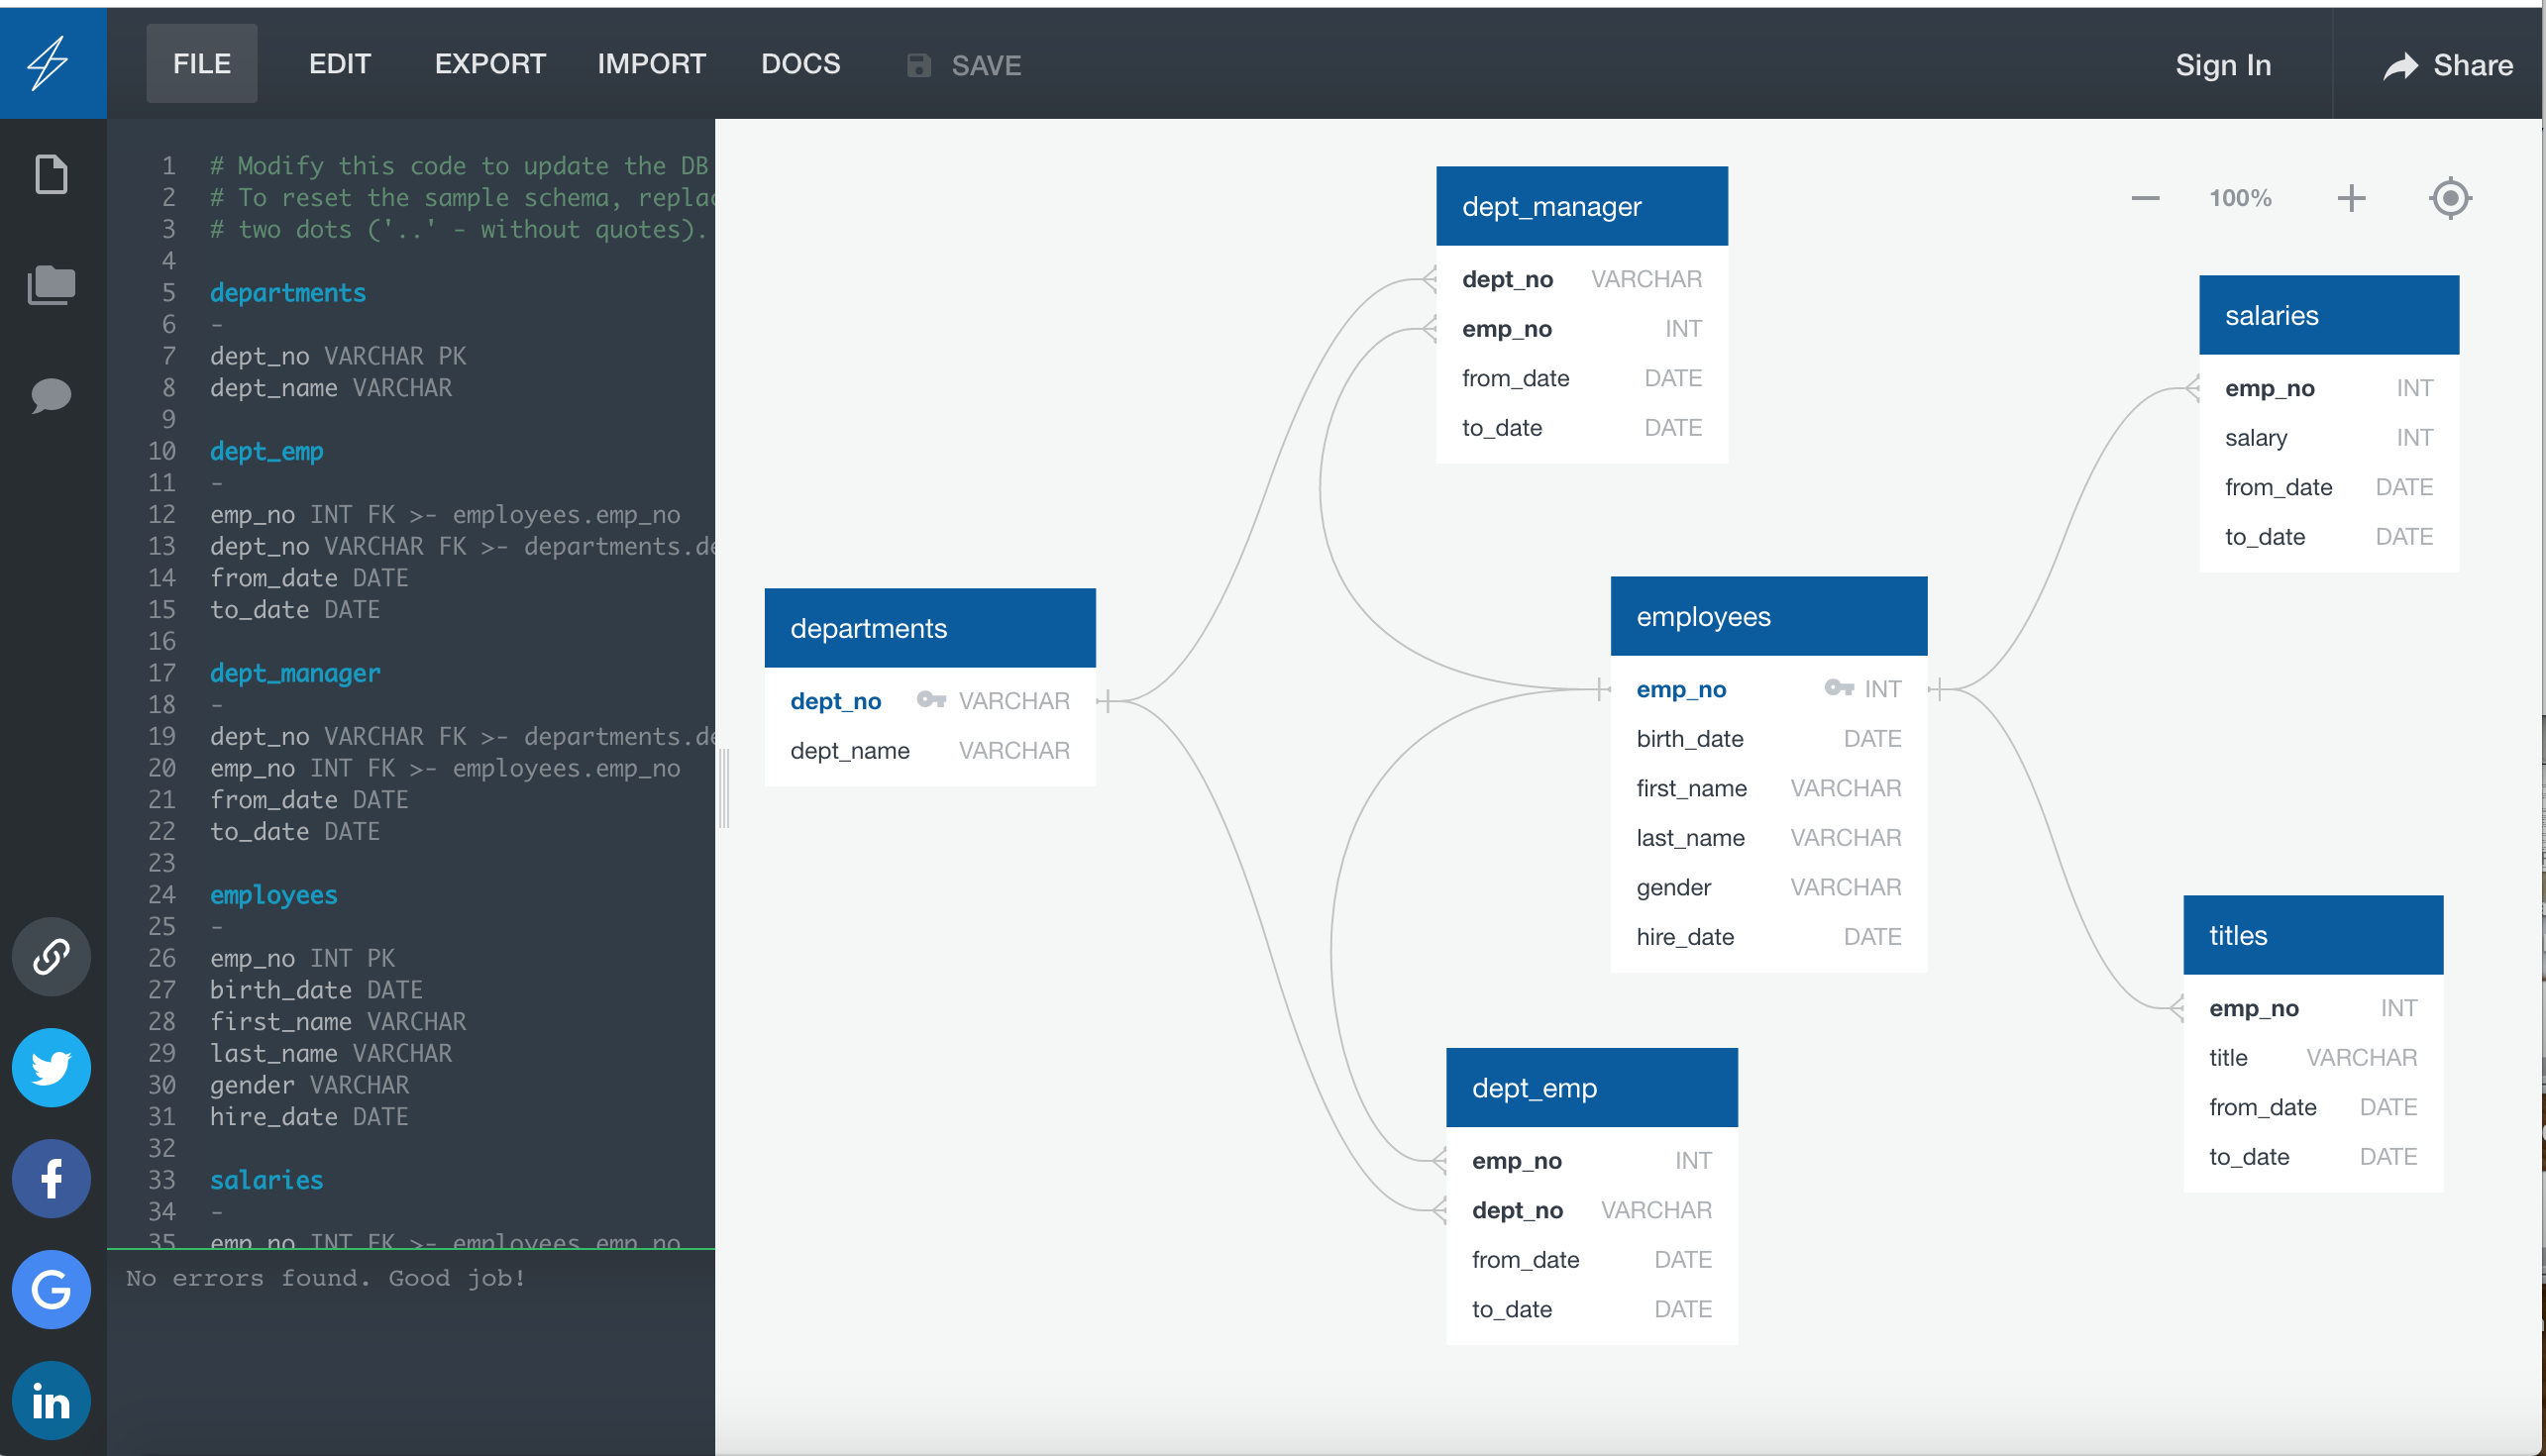 FILE
EDIT
EXPORT
IMPORT
DOCS
SAVE
Sign In
Share
1 # Modify this code to update the DB
2 # To reset the sample schema, replac
3 # two dots ('..' - without quotes).
4
5 departments
6 -
7 dept_no VARCHAR PK
8 dept_name VARCHAR
9
10 dept_emp
11 -
12 emp_no INT FK >- employees.emp_no
13 dept_no VARCHAR FK >- departments.de
14 from_date DATE
15 to_date DATE
16
17 dept_manager
18 -
19 dept_no VARCHAR FK >- departments.de
20 emp_no INT FK >- employees.emp_no
21 from_date DATE
22 to_date DATE
23
24 employees
25 -
26 emp_no INT PK
27 birth_date DATE
28 first_name VARCHAR
29 last_name VARCHAR
30 gender VARCHAR
31 hire_date DATE
32
33 salaries
34 -
35 emp_no INT FK >- employees.emp_no
No errors found. Good job!
100%
dept_manager
dept_no VARCHAR
emp_no INT
from_date DATE
to_date DATE
salaries
emp_no INT
salary INT
from_date DATE
to_date DATE
departments
dept_no VARCHAR
dept_name VARCHAR
employees
emp_no INT
birth_date DATE
first_name VARCHAR
last_name VARCHAR
gender VARCHAR
hire_date DATE
titles
emp_no INT
title VARCHAR
from_date DATE
to_date DATE
dept_emp
emp_no INT
dept_no VARCHAR
from_date DATE
to_date DATE